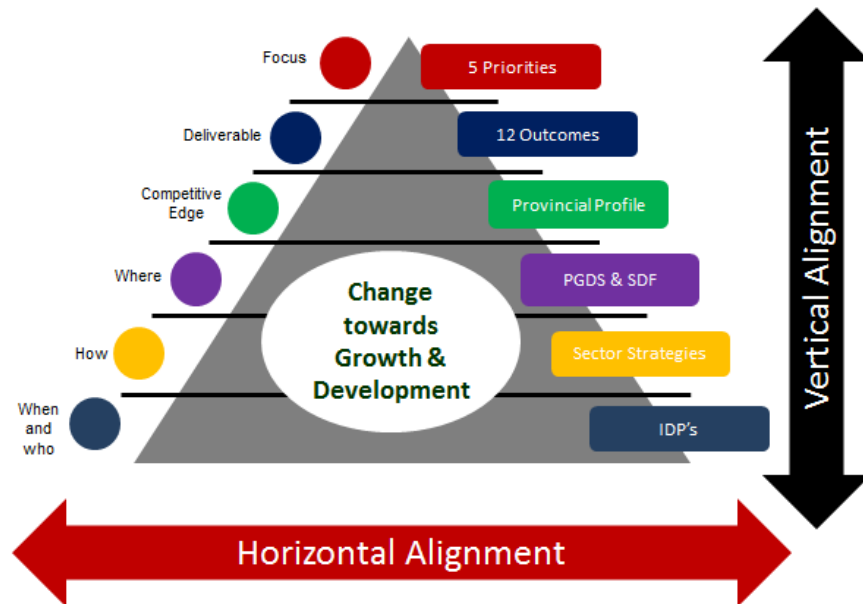 Focus
5 Priorities
Deliverable
12 Outcomes
Competitive
Edge
Provincial Profile
Where
PGDS & SDF
Change
towards
Growth &
Development
How
Sector Strategies
When
and
who
IDP's
Vertical Alignment
Horizontal Alignment